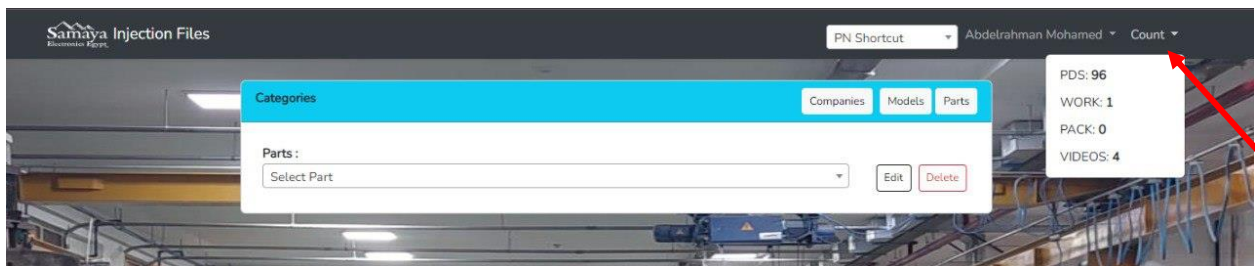 Samaya Injection Files
Electronics Egypt
PN Shortcut
Abdelrahman Mohamed
Count
PDS: 96
WORK: 1
PACK: 0
VIDEOS: 4
Categories
Companies
Models
Parts
Parts :
Select Part
Edit
Delete